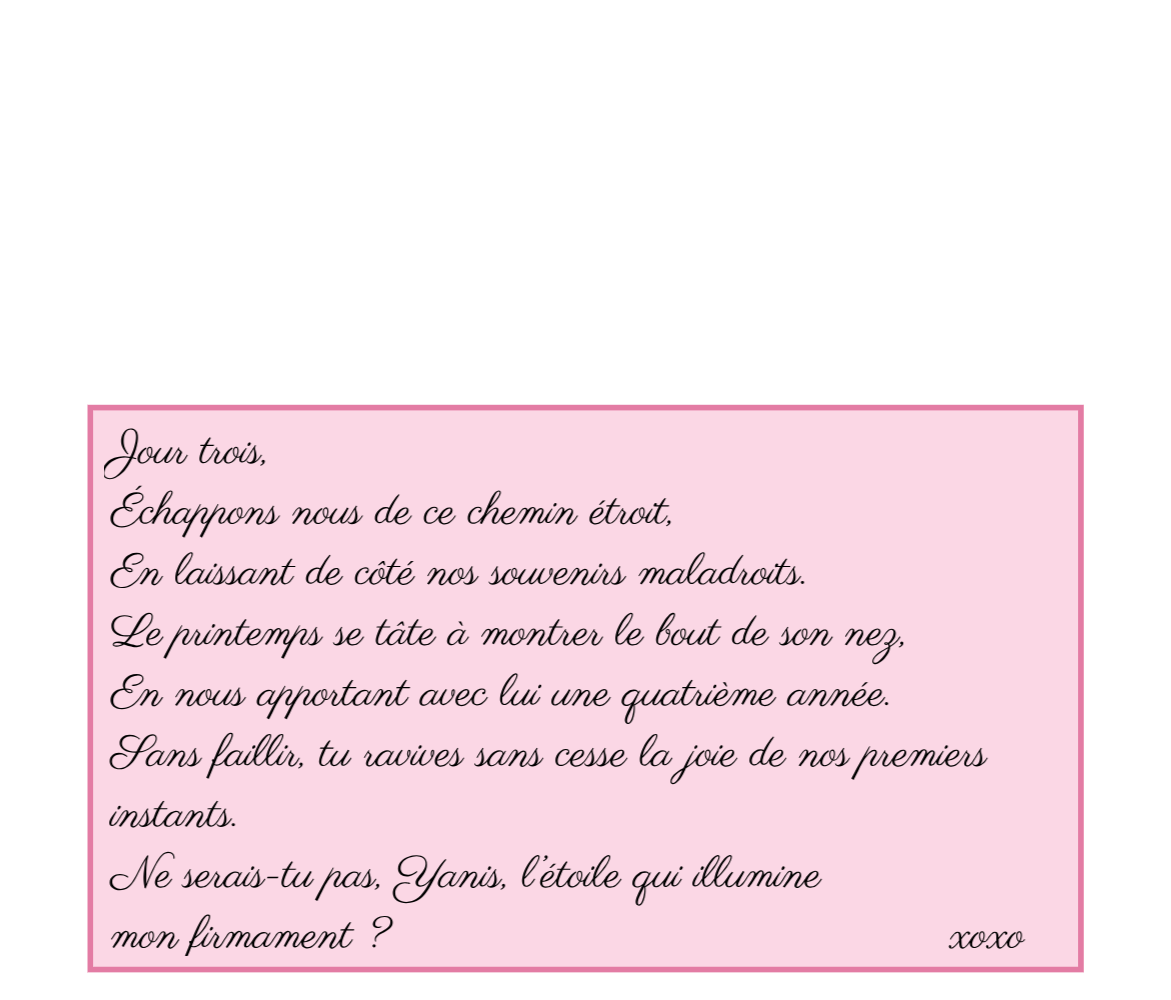 Jour trois,
Échappons nous de ce chemin étroit,
En laissant de côté nos souvenirs maladroits.
Le printemps se tâte à montrer le bout de son nez,
En nous apportant avec lui une quatrième année.
Sans faillir, tu ravives sans cesse la joie de nos premiers
instants.
Ne serais-tu pas, Yanis, l’étoile qui illumine
mon firmament ? xoxo